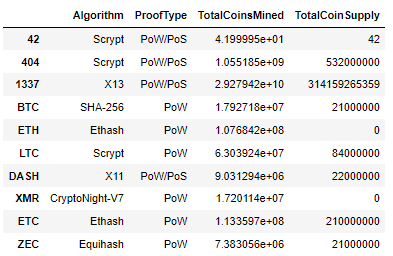 Algorithm ProofType TotalCoinsMined TotalCoinSupply
42 Scrypt PoW/PoS 4.199995e+01 42
404 Scrypt PoW/PoS 1.055185e+09 532000000
1337 X13 PoW/PoS 2.927942e+10 314159265359
BTC SHA-256 PoW 1.792718e+07 21000000
ETH Ethash PoW 1.076842e+08 0
LTC Scrypt PoW 6.303924e+07 84000000
DASH X11 PoW/PoS 9.031294e+06 22000000
XMR CryptoNight-V7 PoW 1.720114e+07 0
ETC Ethash PoW 1.133597e+08 210000000
ZEC Equihash PoW 7.383056e+06 21000000